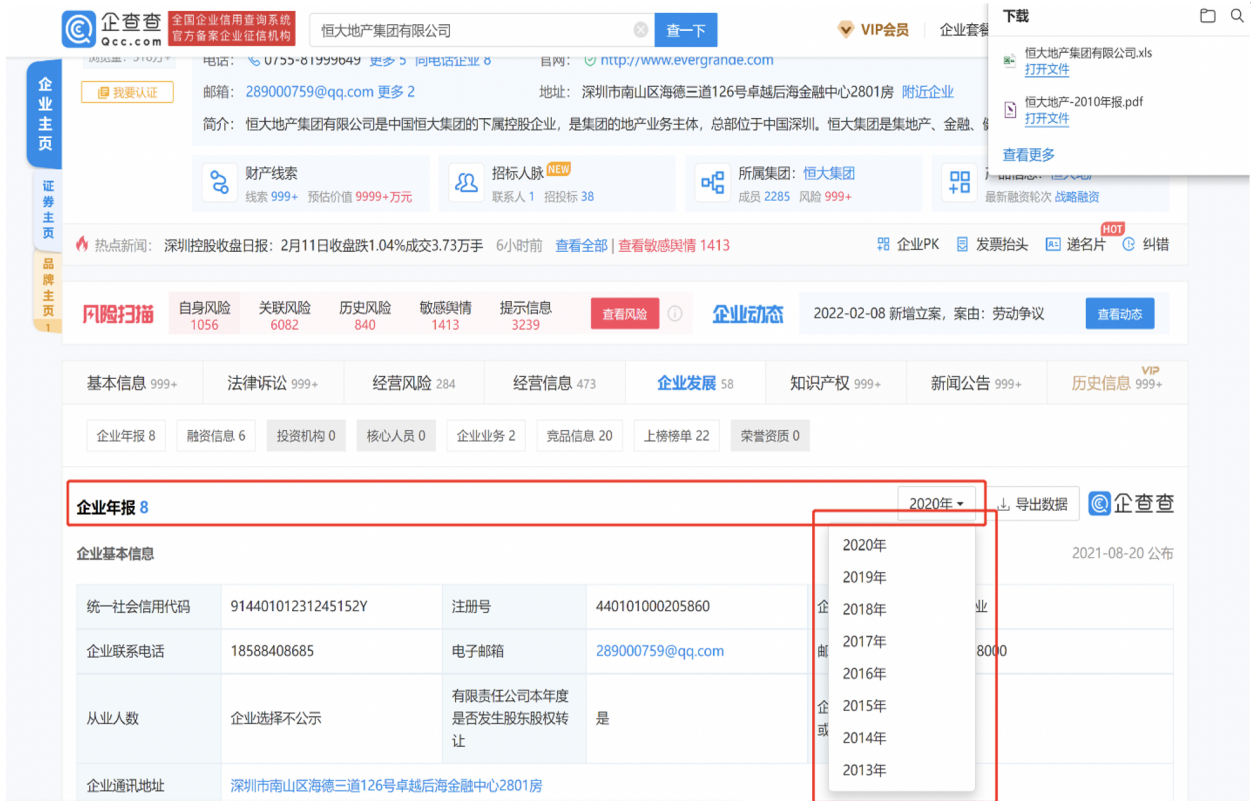 企查查
Qcc.com
全国企业信用查询系统
官方备案企业征信机构
恒大地产集团有限公司
查一下
VIP会员
企业套餐
下载
恒大地产集团有限公司.xls
打开文件
恒大地产-2010年报.pdf
打开文件
查看更多
企业主页
证券主页
品牌主页
1
我要认证
电话: 0755-81999649 更多 5 同电话企业 8
官网: http://www.evergrande.com
邮箱: 289000759@qq.com 更多 2
地址: 深圳市南山区海德三道126号卓越后海金融中心2801房 附近企业
简介: 恒大地产集团有限公司是中国恒大集团的下属控股企业，是集团的地产业务主体，总部位于中国深圳。恒大集团是集地产、金融、
财产线索
线索 999+ 预估价值 9999+万元
招标人脉 NEW
联系人 1 招投标 38
所属集团: 恒大集团
成员 2285 风险 999+
最新融资轮次 战略融资
热点新闻: 深圳控股收盘日报：2月11日收盘跌1.04%成交3.73万手 6小时前 查看全部 | 查看敏感舆情 1413
企业PK
发票抬头
递名片
HOT
纠错
风险扫描
自身风险
1056
关联风险
6082
历史风险
840
敏感舆情
1413
提示信息
3239
查看风险
企业动态
2022-02-08 新增立案，案由：劳动争议
查看动态
基本信息 999+
法律诉讼 999+
经营风险 284
经营信息 473
企业发展 58
知识产权 999+
新闻公告 999+
历史信息 999+
VIP
企业年报 8
融资信息 6
投资机构 0
核心人员 0
企业业务 2
竞品信息 20
上榜榜单 22
荣誉资质 0
企业年报 8
2020年
导出数据
企查查
企业基本信息
2021-08-20 公布
2020年
2019年
2018年
2017年
2016年
2015年
2014年
2013年
统一社会信用代码 91440101231245152Y 注册号 440101000205860
业
企业联系电话 18588408685 电子邮箱 289000759@qq.com
8000
从业人数 企业选择不公示
有限责任公司本年度
是否发生股东股权转
让
是
企业通讯地址 深圳市南山区海德三道126号卓越后海金融中心2801房